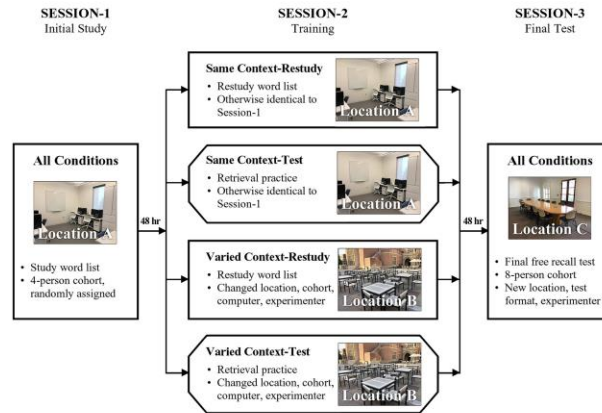 SESSION-1
Initial Study
SESSION-2
Training
SESSION-3
Final Test
All Conditions
Location A
• Study word list
• 4-person cohort,
randomly assigned
48 hr
Same Context-Restudy
• Restudy word list
• Otherwise identical to
Session-1
Location A
Same Context-Test
• Retrieval practice
• Otherwise identical to
Session-1
Location A
Varied Context-Restudy
• Restudy word list
• Changed location, cohort,
computer, experimenter
Location B
Varied Context-Test
• Retrieval practice
• Changed location, cohort,
computer, experimenter
Location B
48 hr
All Conditions
Location C
• Final free recall test
• 8-person cohort
• New location, test
format, experimenter